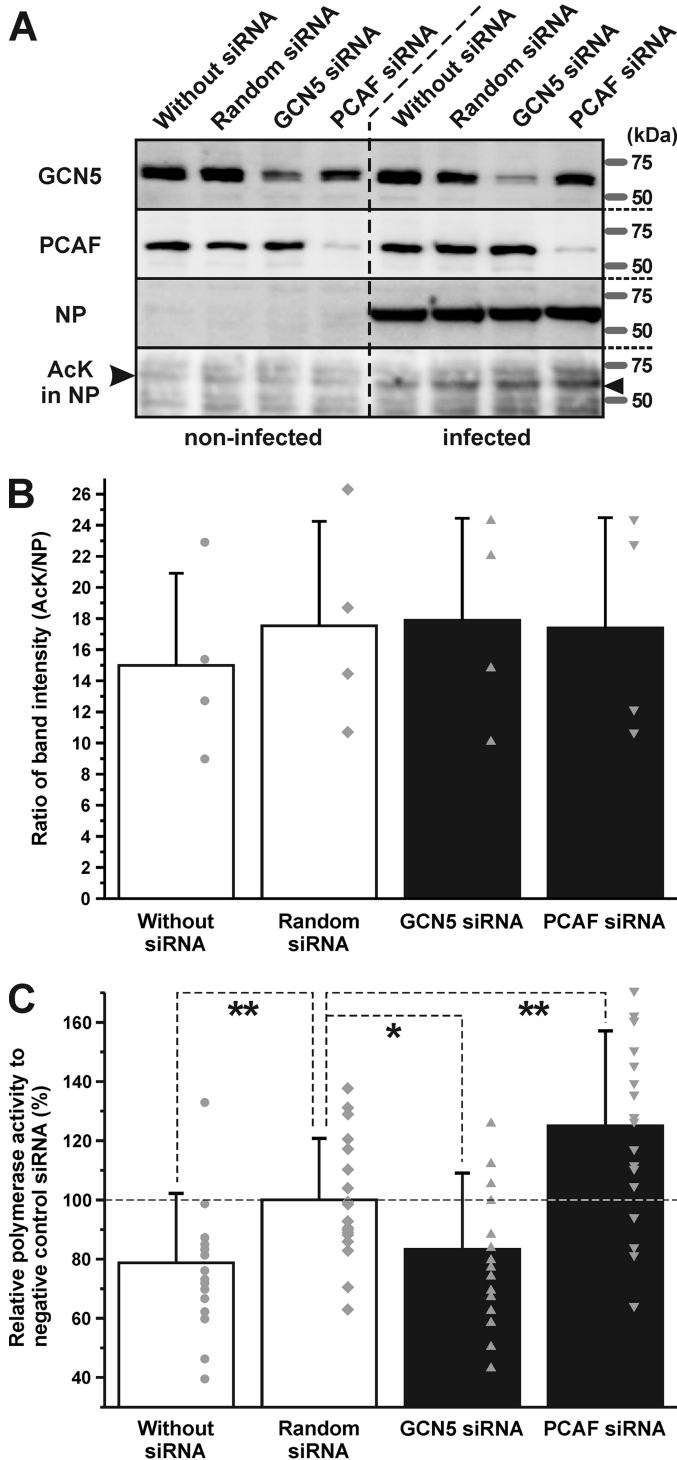 A
Without siRNA
Random siRNA
GCN5 siRNA
PCAF siRNA
Without siRNA
Random siRNA
GCN5 siRNA
PCAF siRNA
(kDa)
GCN5
75
50
PCAF
75
50
NP
75
50
AcK
in NP
75
50
non-infected
infected
B
Ratio of band intensity (AcK/NP)
26
24
22
20
18
16
14
12
10
8
6
4
2
0
Without
siRNA
Random
siRNA
GCN5 siRNA
PCAF siRNA
C
Relative polymerase activity to
negative control siRNA (%)
160
140
120
100
80
60
40
**
*
**
Without
siRNA
Random
siRNA
GCN5 siRNA
PCAF siRNA